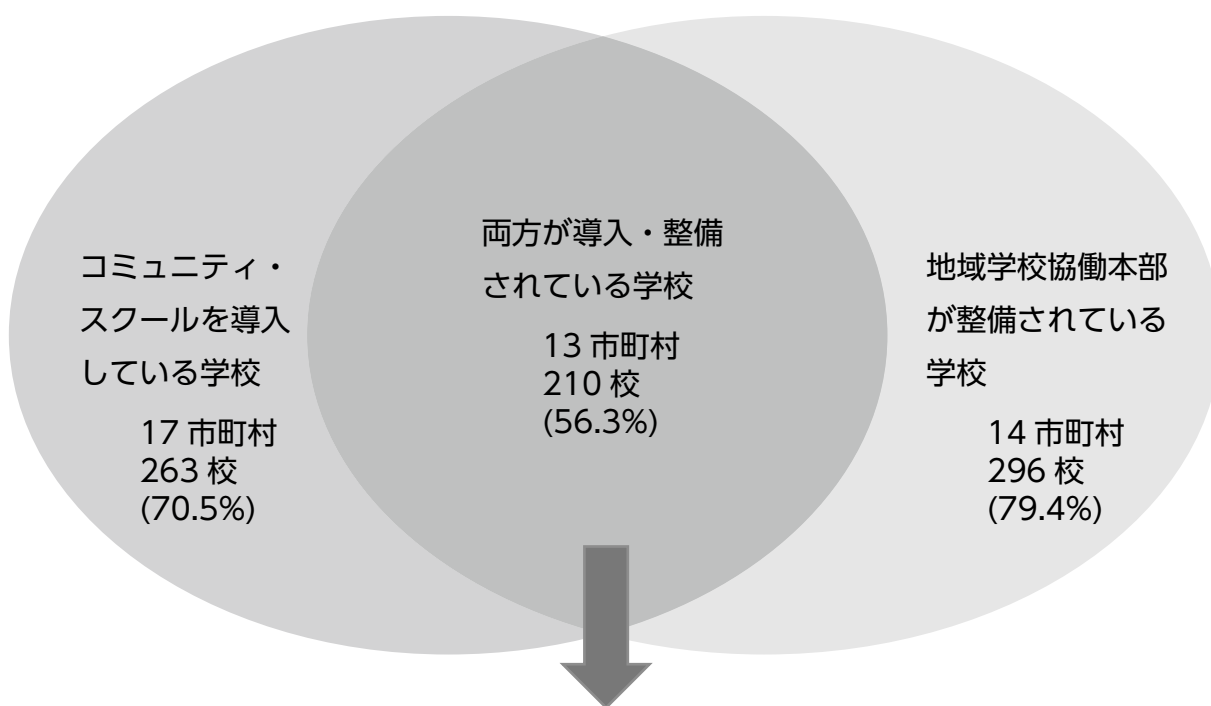 コミュニティ・
スクールを導入
している学校
17 市町村
263 校
(70.5%)
両方が導入・整備
されている学校
13 市町村
210 校
(56.3%)
地域学校協働本部
が整備されている
学校
14 市町村
296 校
(79.4%)